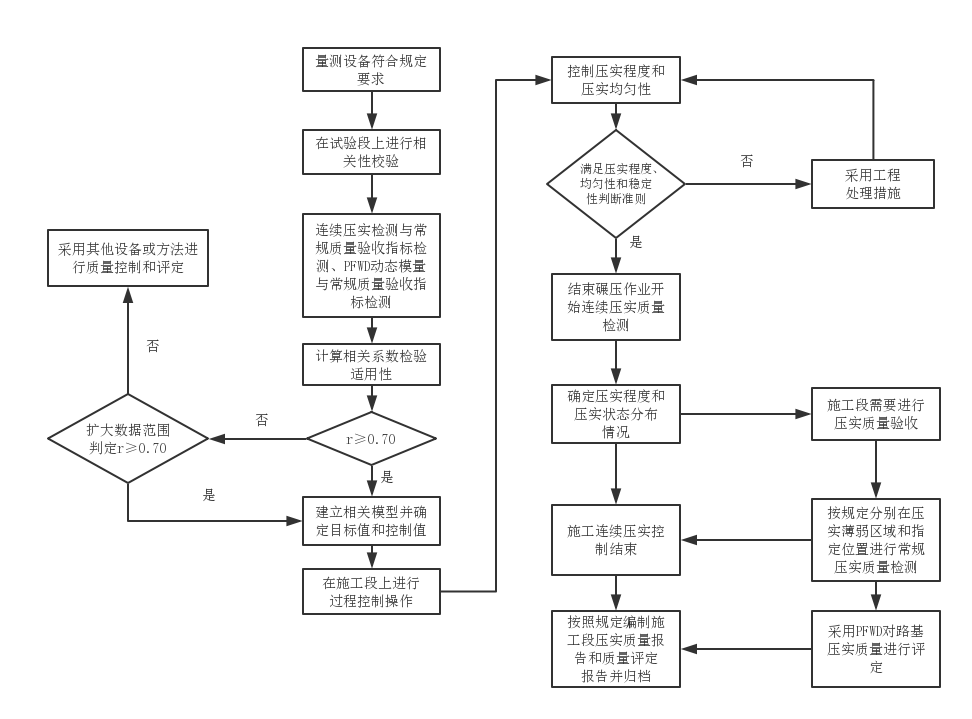 量测设备符合规定
要求
在试验段上进行相
关性校验
连续压实检测与常
规质量验收指标检
测、PFWD动态模量
与常规质量验收指
标检测
计算相关系数检验
适用性
r≥0.70
否
是
扩大数据范围
判定r≥0.70
否
是
采用其他设备或方法进
行质量控制和评定
建立相关模型并确
定目标值和控制值
在施工段上进行
过程控制操作
控制压实程度和
压实均匀性
满足压实程度、
均匀性和稳定
性判断准则
否
是
采用工程
处理措施
结束碾压作业开
始连续压实质量
检测
确定压实程度和
压实状态分布
情况
施工段需要进行
压实质量验收
按规定分别在压
实薄弱区域和指
定位置进行常规
压实质量检测
施工连续压实控
制结束
采用PFWD对路基
压实质量进行评
定
按照规定编制施
工段压实质量报
告和质量评定
报告并归档